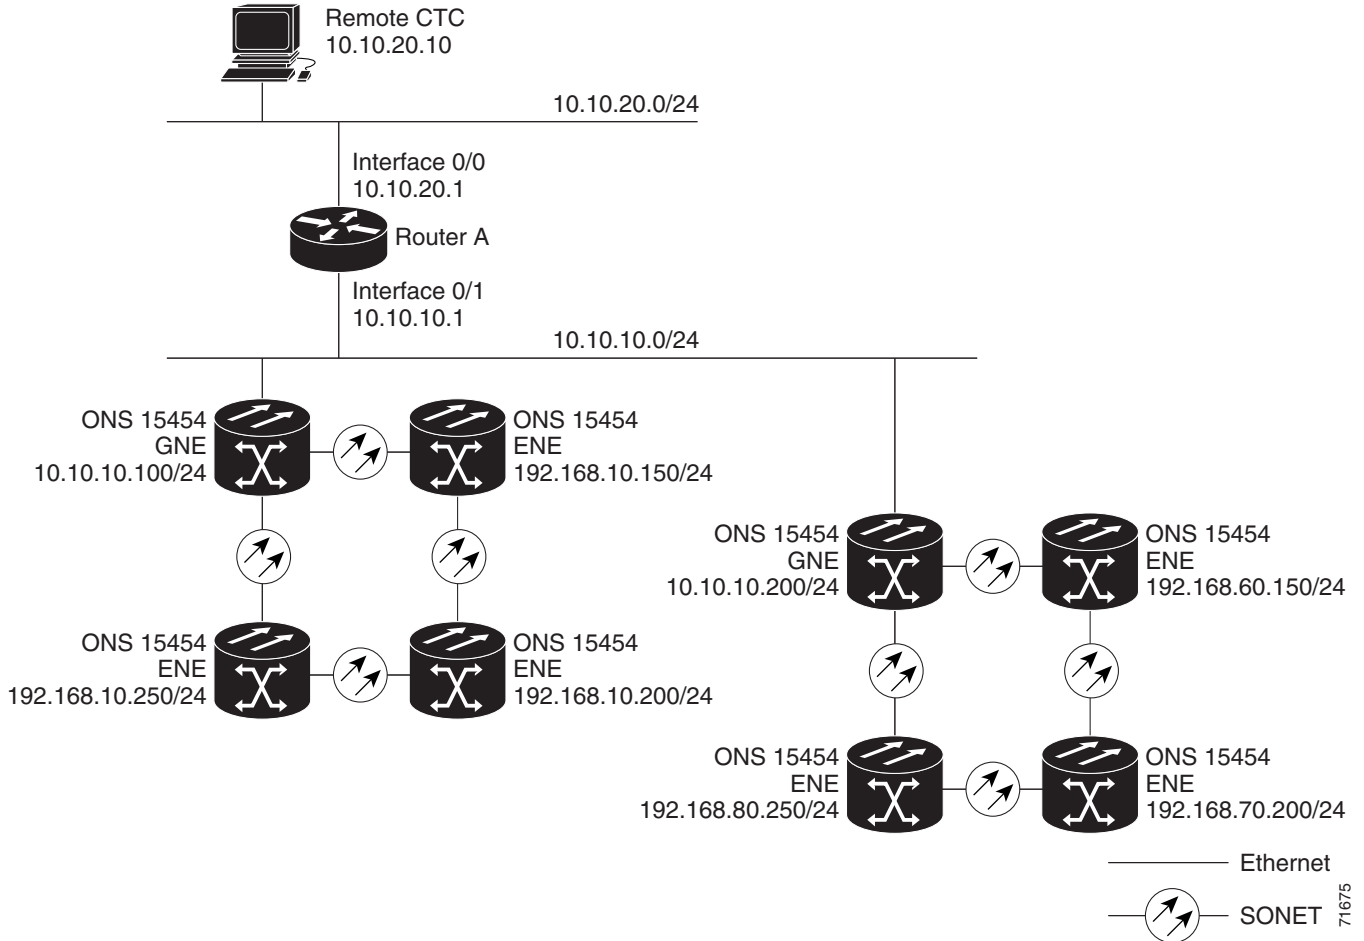 Remote CTC
10.10.20.10
10.10.20.0/24
Interface 0/0
10.10.20.1
Router A
Interface 0/1
10.10.10.1
10.10.10.0/24
ONS 15454
GNE
10.10.10.100/24
ONS 15454
ENE
192.168.10.150/24
ONS 15454
GNE
10.10.10.200/24
ONS 15454
ENE
192.168.60.150/24
ONS 15454
ENE
192.168.10.250/24
ONS 15454
ENE
192.168.10.200/24
ONS 15454
ENE
192.168.80.250/24
ONS 15454
ENE
192.168.70.200/24
Ethernet
SONET
71675